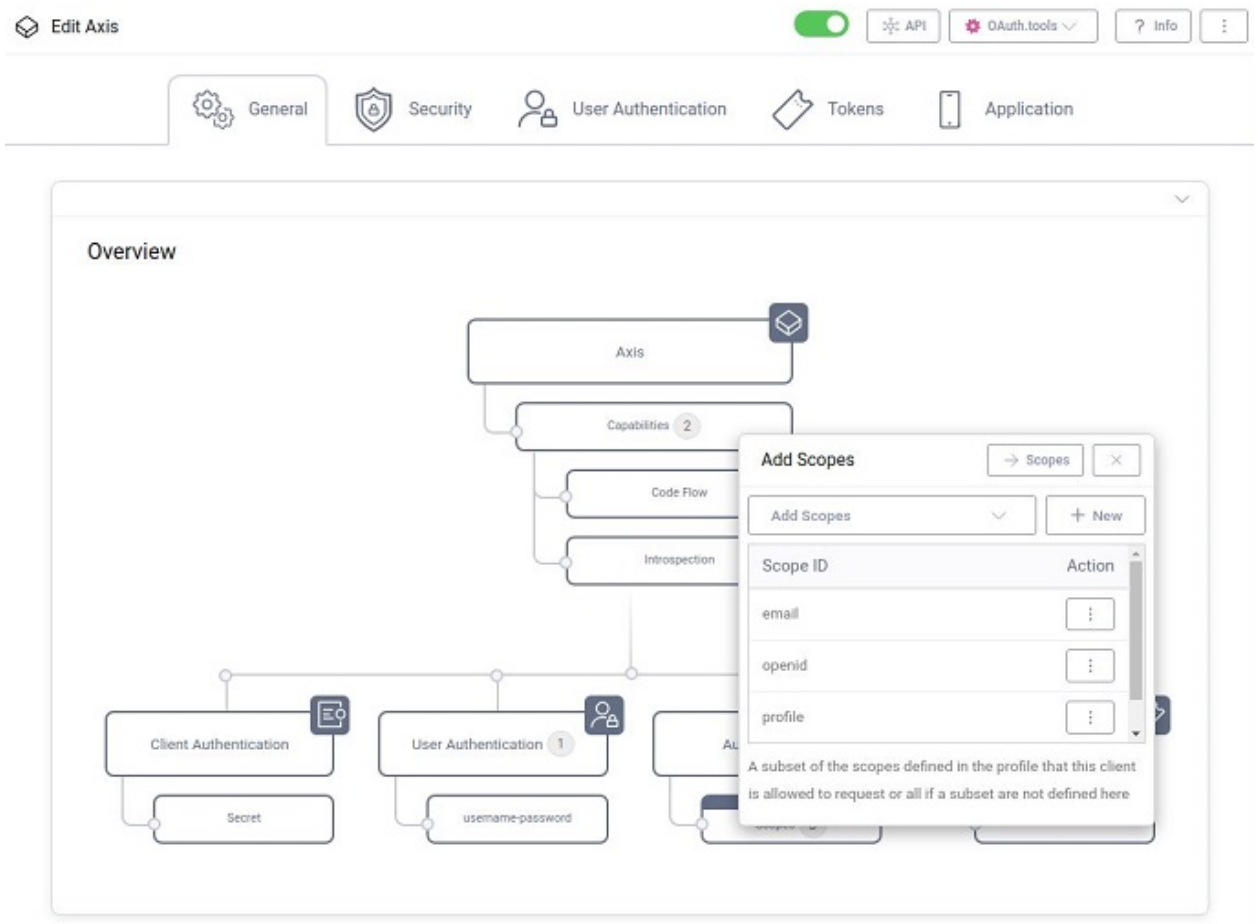 Edit Axis
API
OAuth.tools
? Info
General
Security
User Authentication
Tokens
Application
Overview
Axis
Capabilities 2
Add Scopes
Scopes
Code Flow
Add Scopes
+ New
Introspection
Scope ID
Action
email
openid
profile
Client Authentication
User Authentication 1
Au
A subset of the scopes defined in the profile that this client
is allowed to request or all if a subset are not defined here
Secret
username-password